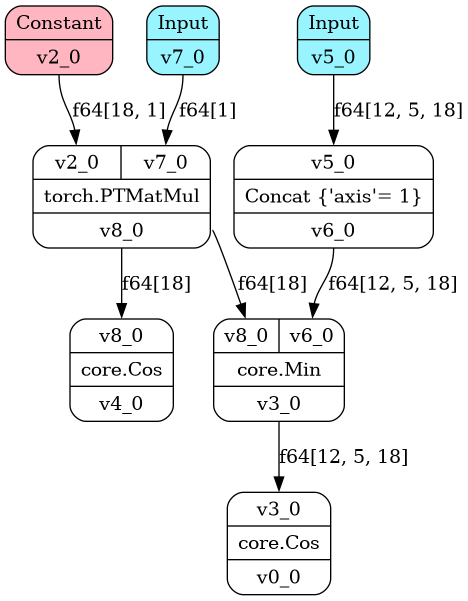 Constant
v2_0
Input
v7_0
Input
v5_0
f64[18, 1]
f64[1]
f64[12, 5, 18]
v2_0
v7_0
torch.PTMatMul
v8_0
v5_0
Concat {'axis'= 1}
v6_0
f64[18]
f64[18]
f64[12, 5, 18]
v8_0
core.Cos
v4_0
v8_0
v6_0
core.Min
v3_0
f64[12, 5, 18]
v3_0
core.Cos
v0_0